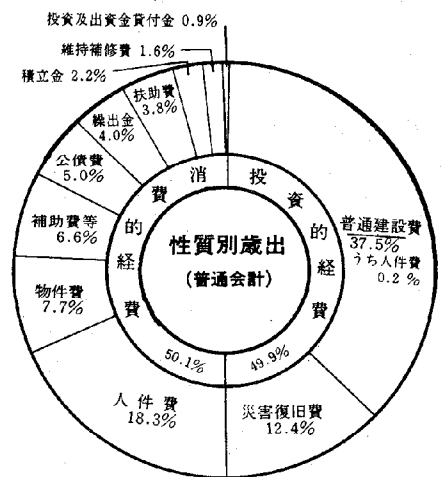 投資及出資金貸付金 0.9%
維持補修費 1.6%
積立金 2.2%
扶助費
3.8%
繰出金
4.0%
公債費
5.0%
補助費等
6.6%
物件費
7.7%
人件費
18.3%
災害復旧費
12.4%
普通建設費
37.5%
うち人件費
0.2%
消費的経費
50.1%
投資的経費
49.9%
性質別歳出
(普通会計)